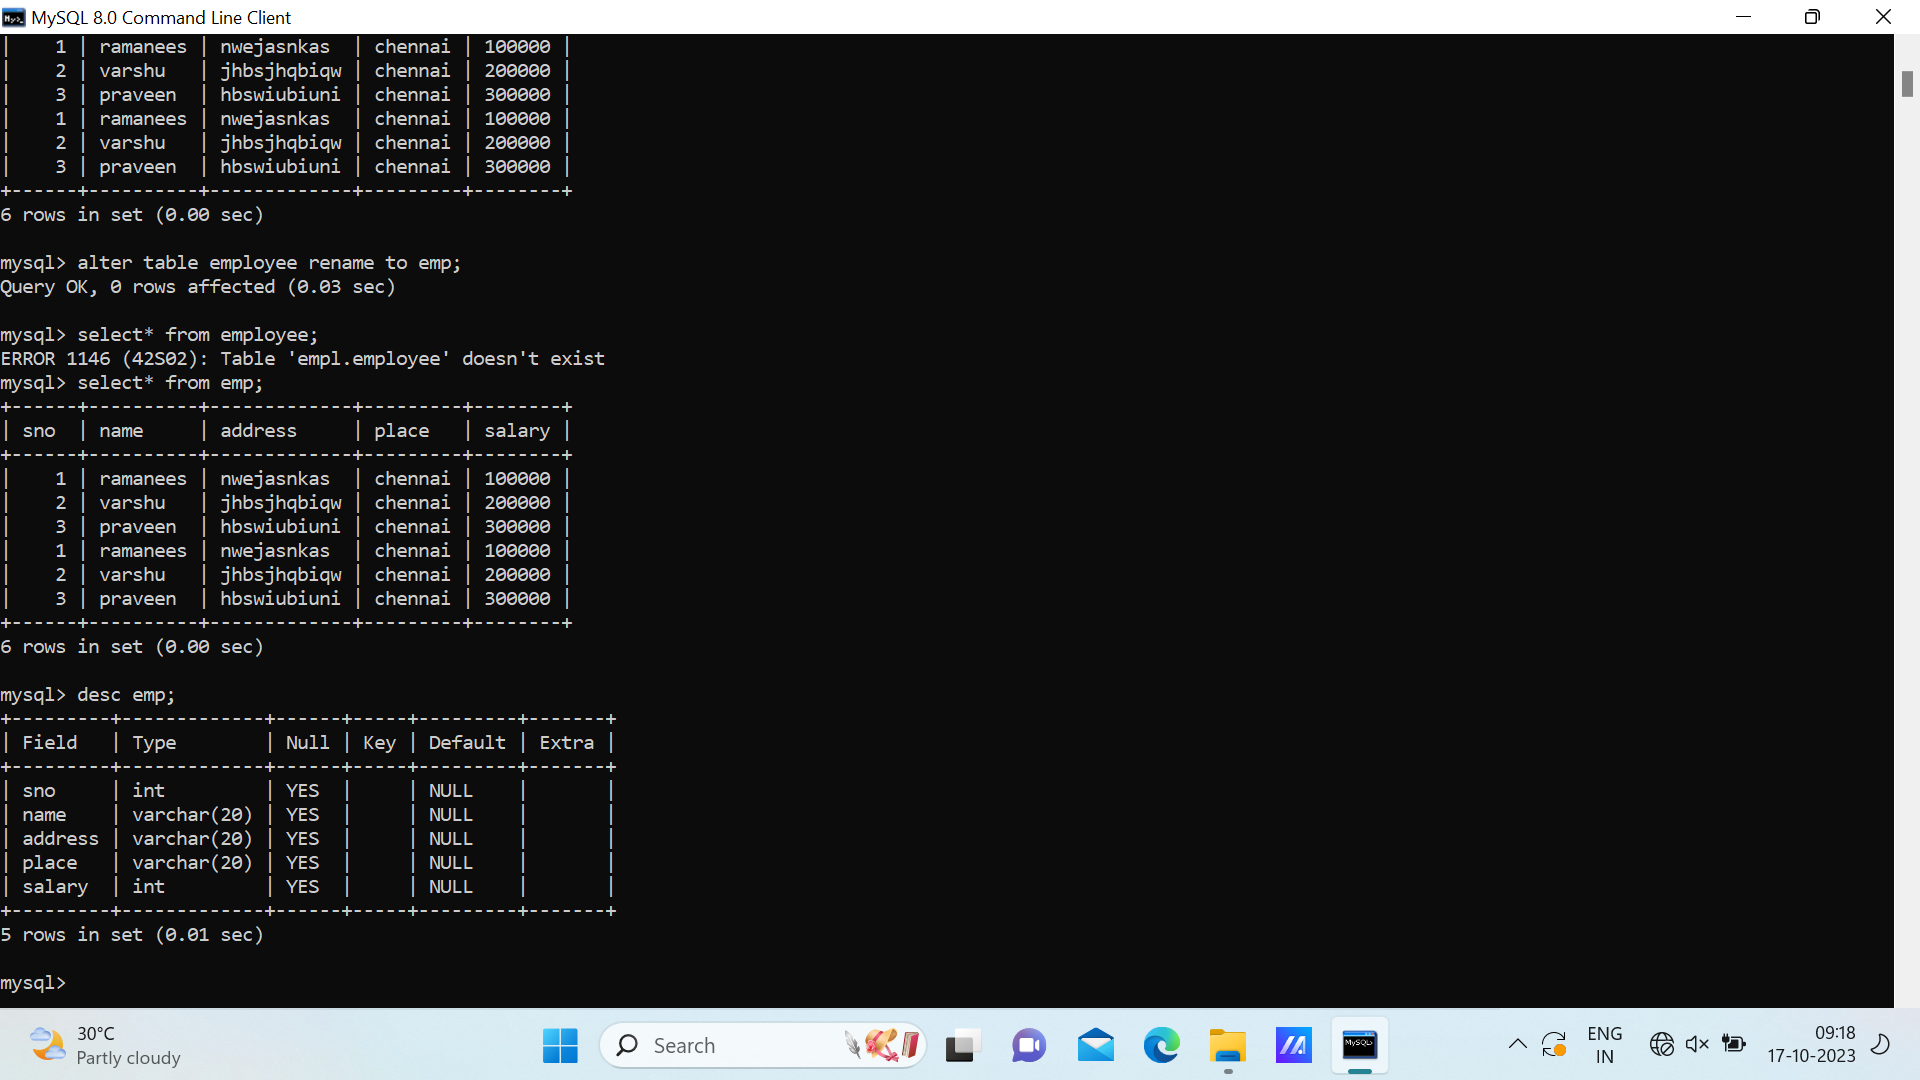 MySQL 8.0 Command Line Client
|    1 | ramanees | nwejasnkas  | chennai | 100000 |
|    2 | varshu   | jhbsjhqbiqw | chennai | 200000 |
|    3 | praveen  | hbswiubiuni | chennai | 300000 |
|    1 | ramanees | nwejasnkas  | chennai | 100000 |
|    2 | varshu   | jhbsjhqbiqw | chennai | 200000 |
|    3 | praveen  | hbswiubiuni | chennai | 300000 |
+------+----------+-------------+---------+--------+
6 rows in set (0.00 sec)
mysql> alter table employee rename to emp;
Query OK, 0 rows affected (0.03 sec)
mysql> select* from employee;
ERROR 1146 (42S02): Table 'empl.employee' doesn't exist
mysql> select* from emp;
+------+----------+-------------+---------+--------+
| sno  | name     | address     | place   | salary |
+------+----------+-------------+---------+--------+
|    1 | ramanees | nwejasnkas  | chennai | 100000 |
|    2 | varshu   | jhbsjhqbiqw | chennai | 200000 |
|    3 | praveen  | hbswiubiuni | chennai | 300000 |
|    1 | ramanees | nwejasnkas  | chennai | 100000 |
|    2 | varshu   | jhbsjhqbiqw | chennai | 200000 |
|    3 | praveen  | hbswiubiuni | chennai | 300000 |
+------+----------+-------------+---------+--------+
6 rows in set (0.00 sec)
mysql> desc emp;
+---------+-------------+------+-----+---------+-------+
| Field   | Type        | Null | Key | Default | Extra |
+---------+-------------+------+-----+---------+-------+
| sno     | int         | YES  |     | NULL    |       |
| name    | varchar(20) | YES  |     | NULL    |       |
| address | varchar(20) | YES  |     | NULL    |       |
| place   | varchar(20) | YES  |     | NULL    |       |
| salary  | int         | YES  |     | NULL    |       |
+---------+-------------+------+-----+---------+-------+
5 rows in set (0.01 sec)
mysql>
30°C
Partly cloudy
Search
MySQL>
ENG
IN
09:18
17-10-2023